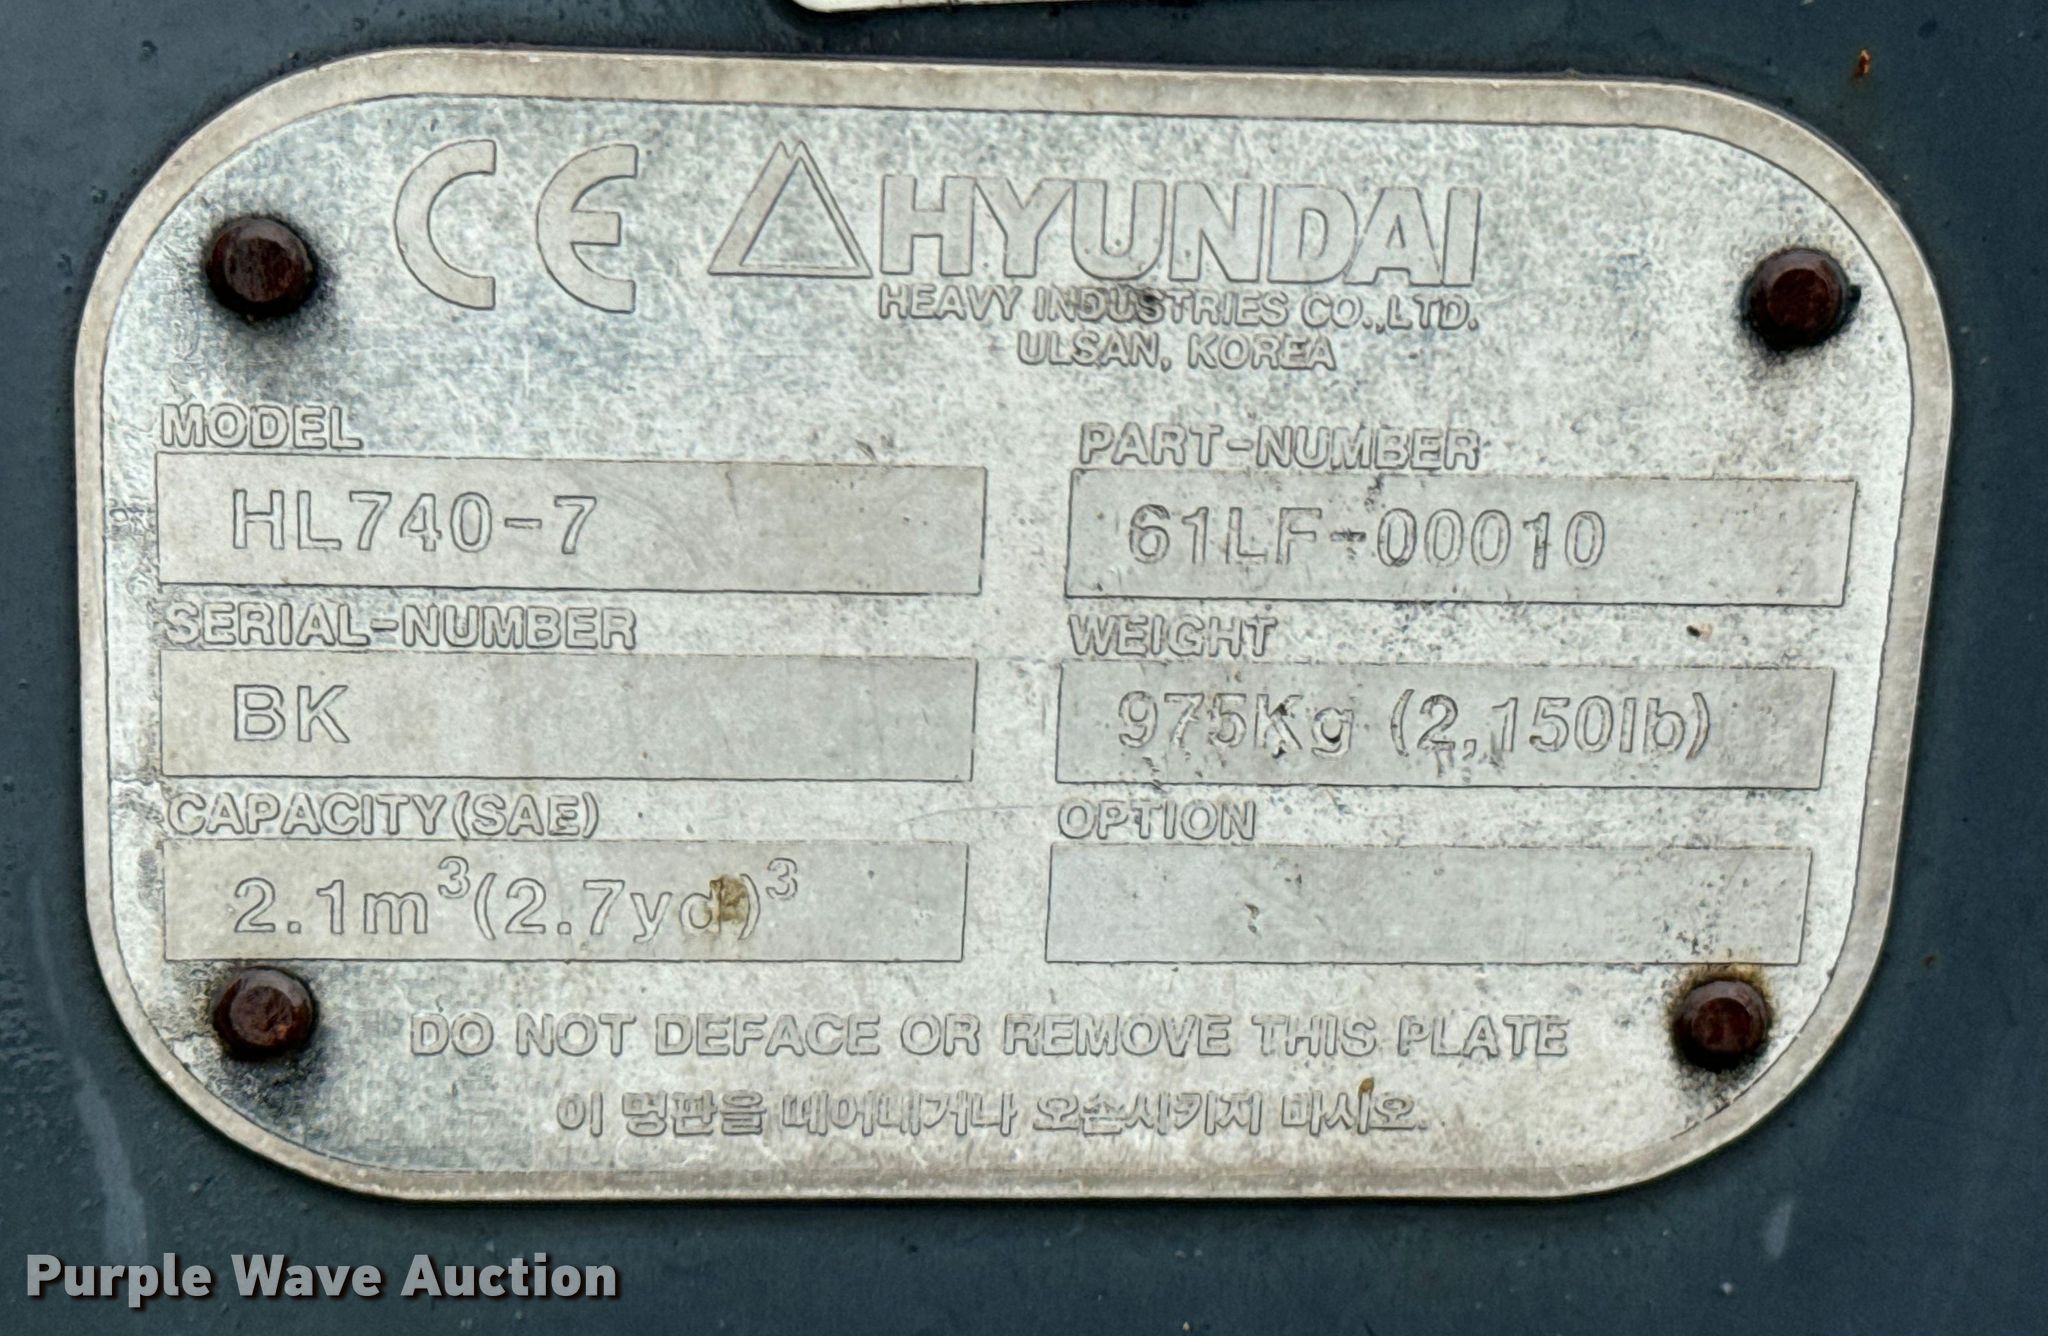 CE HYUNDAI
HEAVY INDUSTRIES CO.,LTD.
ULSAN, KOREA
MODEL
HL740-7
PART-NUMBER
61LF-00010
SERIAL-NUMBER
BK
WEIGHT
975Kg (2,150lb)
CAPACITY(SAE)
2.1m³(2.7yd)³
OPTION
DO NOT DEFACE OR REMOVE THIS PLATE
이 명판을 떼어내거나 오손시키지 마시오.
Purple Wave Auction